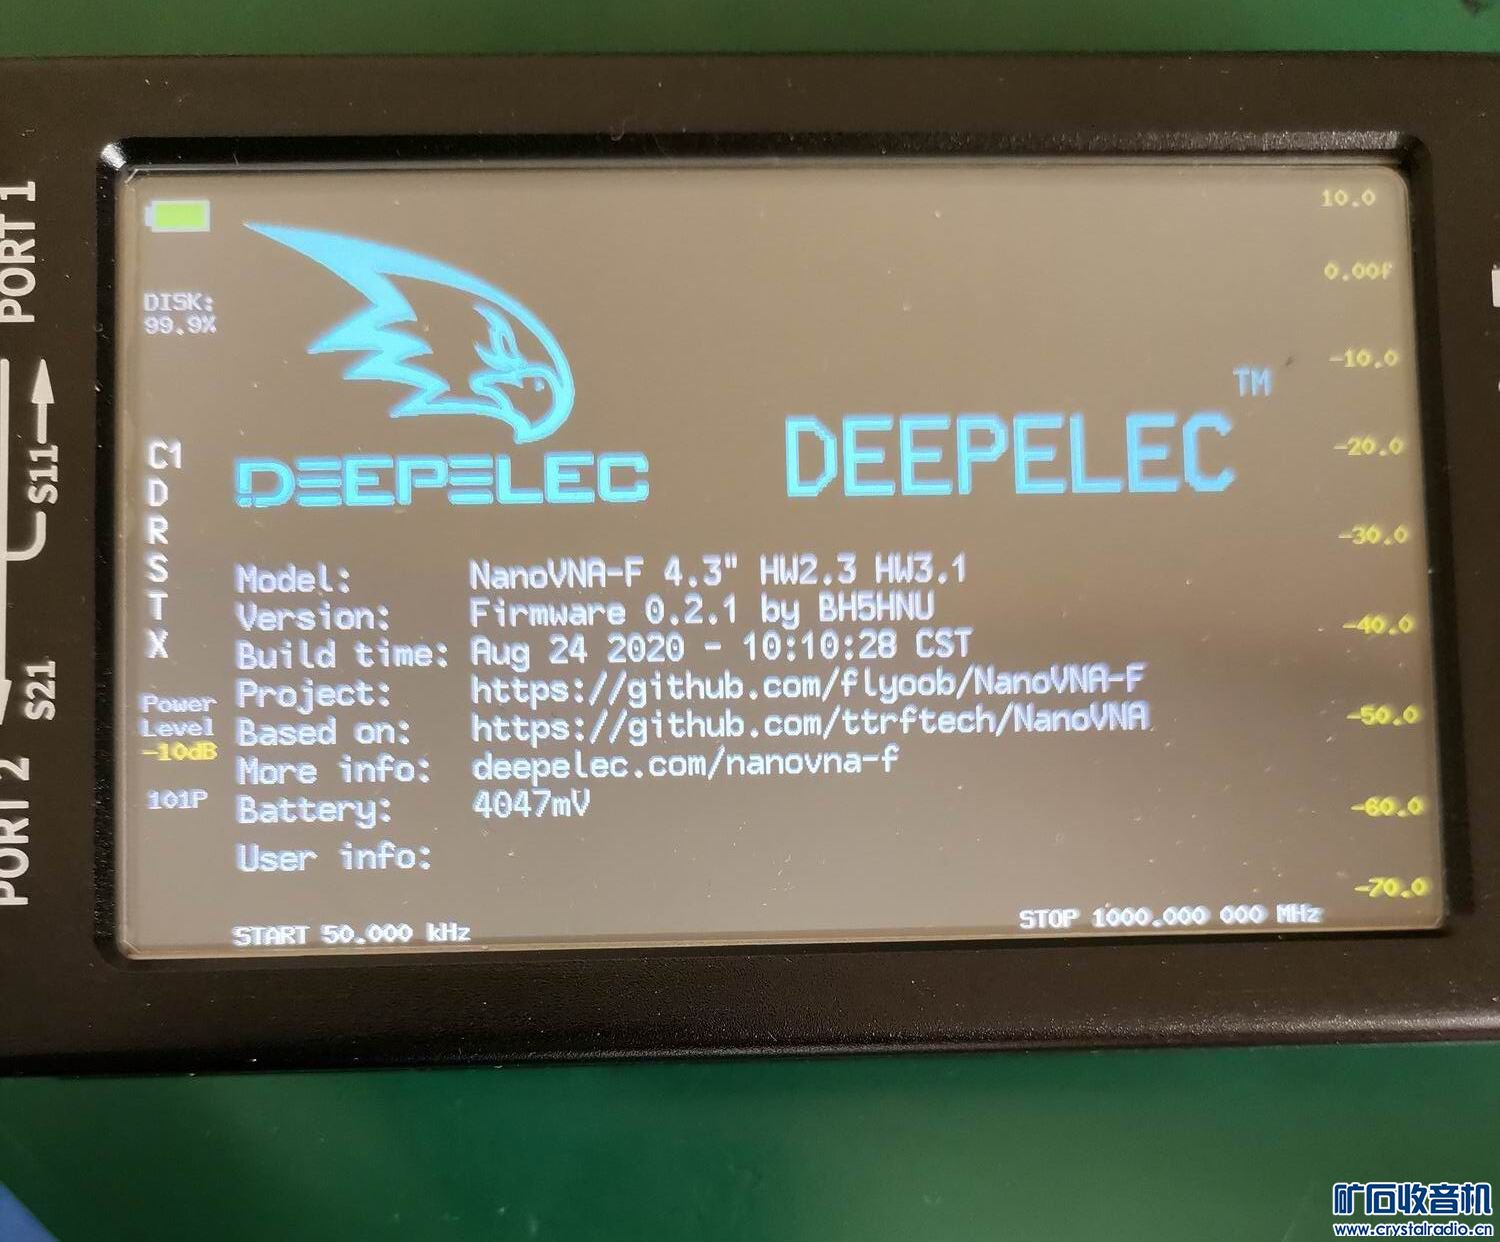 PORT 1
S11
S21
PORT 2
DISK:
99.9%
C1
D
R
S
T
X
Power
Level
-10dB
101P
DEEPELEC
DEEPELEC™
Model: NanoVNA-F 4.3" HW2.3 HW3.1
Version: Firmware 0.2.1 by BH5HNU
Build time: Aug 24 2020 - 10:10:28 CST
Project: https://github.com/flyoob/NanoVNA-F
Based on: https://github.com/ttrftech/NanoVNA
More info: deepelec.com/nanovna-f
Battery: 4047mV
User info:
10.0
0.00f
-10.0
-20.0
-30.0
-40.0
-50.0
-60.0
-70.0
START 50.000 kHz
STOP 1000.000 000 MHz
矿石收音机
www.crystalradio.cn